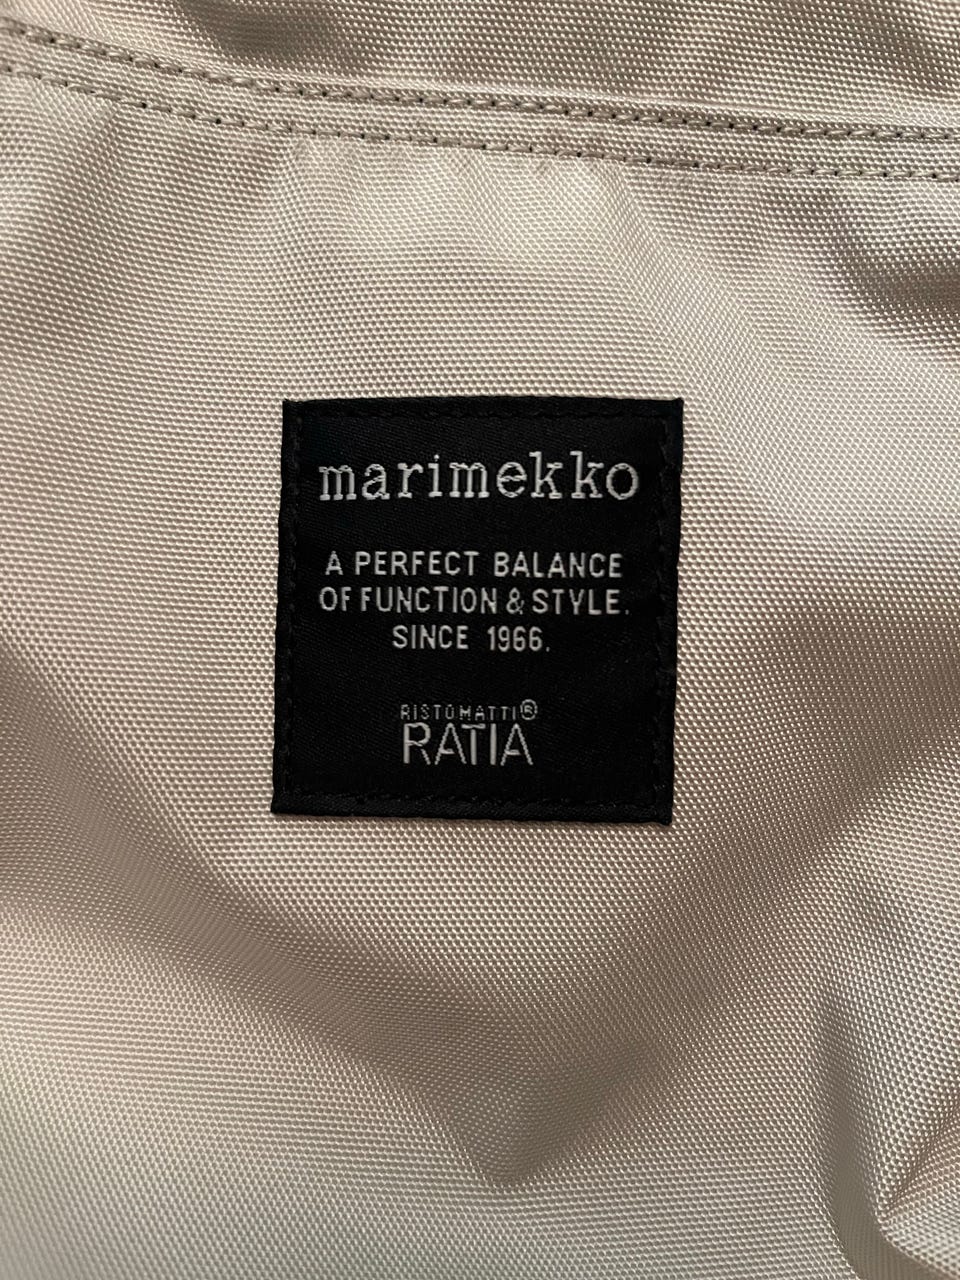 marimekko
A PERFECT BALANCE
OF FUNCTION & STYLE.
SINCE 1966.
RISTOMATTI®
RATIA